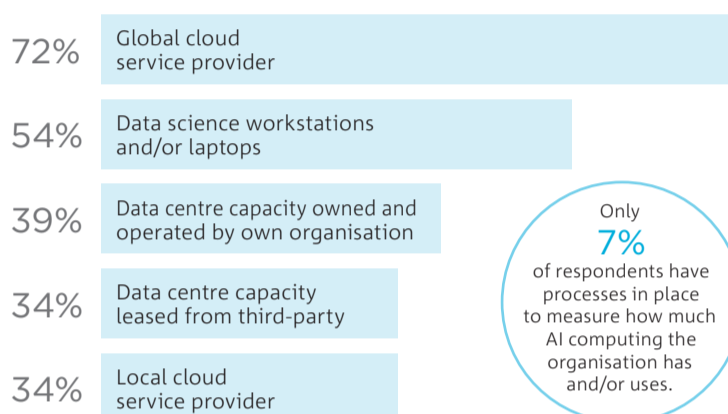 72%
Global cloud
service provider
54%
Data science workstations
and/or laptops
39%
Data centre capacity owned and
operated by own organisation
34%
Data centre capacity
leased from third-party
34%
Local cloud
service provider
Only
7%
of respondents have
processes in place
to measure how much
AI computing the
organisation has
and/or uses.